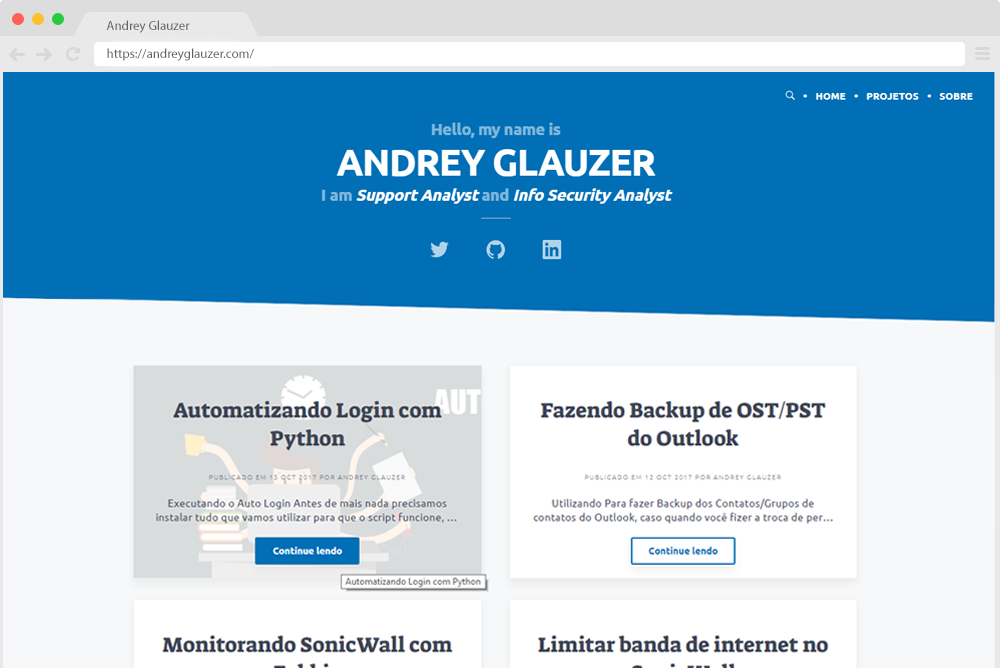 Andrey Glauzer
https://andreyglauzer.com/
• HOME • PROJETOS • SOBRE
Hello, my name is
ANDREY GLAUZER
I am Support Analyst and Info Security Analyst
AUT
Automatizando Login com
Python
PUBLICADO EM 13 OCT 2017 POR ANDREY GLAUZER
Executando o Auto Login Antes de mais nada precisamos
instalar tudo que vamos utilizar para que o script funcione, ...
Continue lendo
Automatizando Login com Python
Fazendo Backup de OST/PST
do Outlook
PUBLICADO EM 12 OCT 2017 POR ANDREY GLAUZER
Utilizando Para fazer Backup dos Contatos/Grupos de
contatos do Outlook, caso quando você fizer a troca de per...
Continue lendo
Monitorando SonicWall com
Limitar banda de internet no